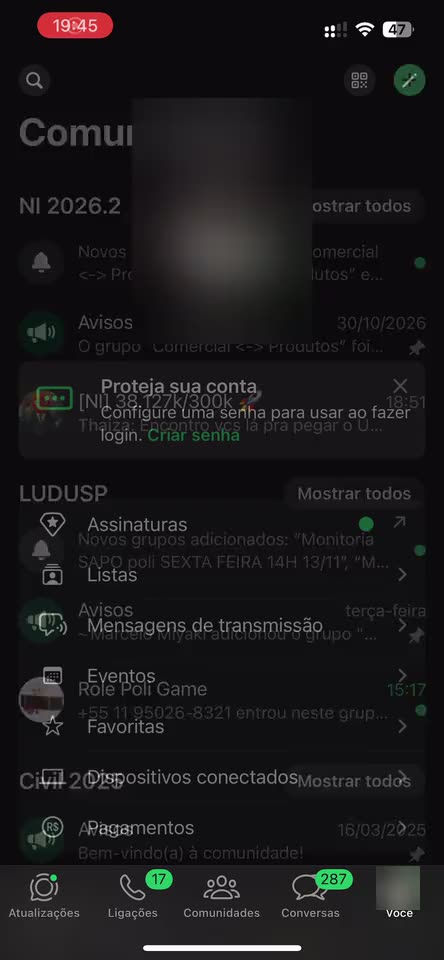 19:45
47
Comun
NI 2026.2
ostrar todos
Novos
comercial
<-> Pro
dutos” e...
Avisos
30/10/2026
O grupo “Comercial <-> Produtos” foi...
Proteja sua conta
[NI] 38.127k/300k
18:51
Configure uma senha para usar ao fazer
Thaiza: Encontro vcs lá pra pegar o U...
login. Criar senha
LUDUSP
Mostrar todos
Assinaturas
Novos grupos adicionados: “Monitoria
SAPO poli SEXTA FEIRA 14H 13/11”, “M...
Listas
Avisos
terça-feira
Mensagens de transmissão
~Marcelo Miyaki adicionou o grupo “...
Eventos
Role Poli Game
15:17
+55 11 95026-8321 entrou neste grup...
Favoritas
Dispositivos conectados
Civil 2025
Mostrar todos
Pagamentos
Avisos
16/03/2025
R$
Bem-vindo(a) à comunidade!
17
287
Atualizações
Ligações
Comunidades
Conversas
Você